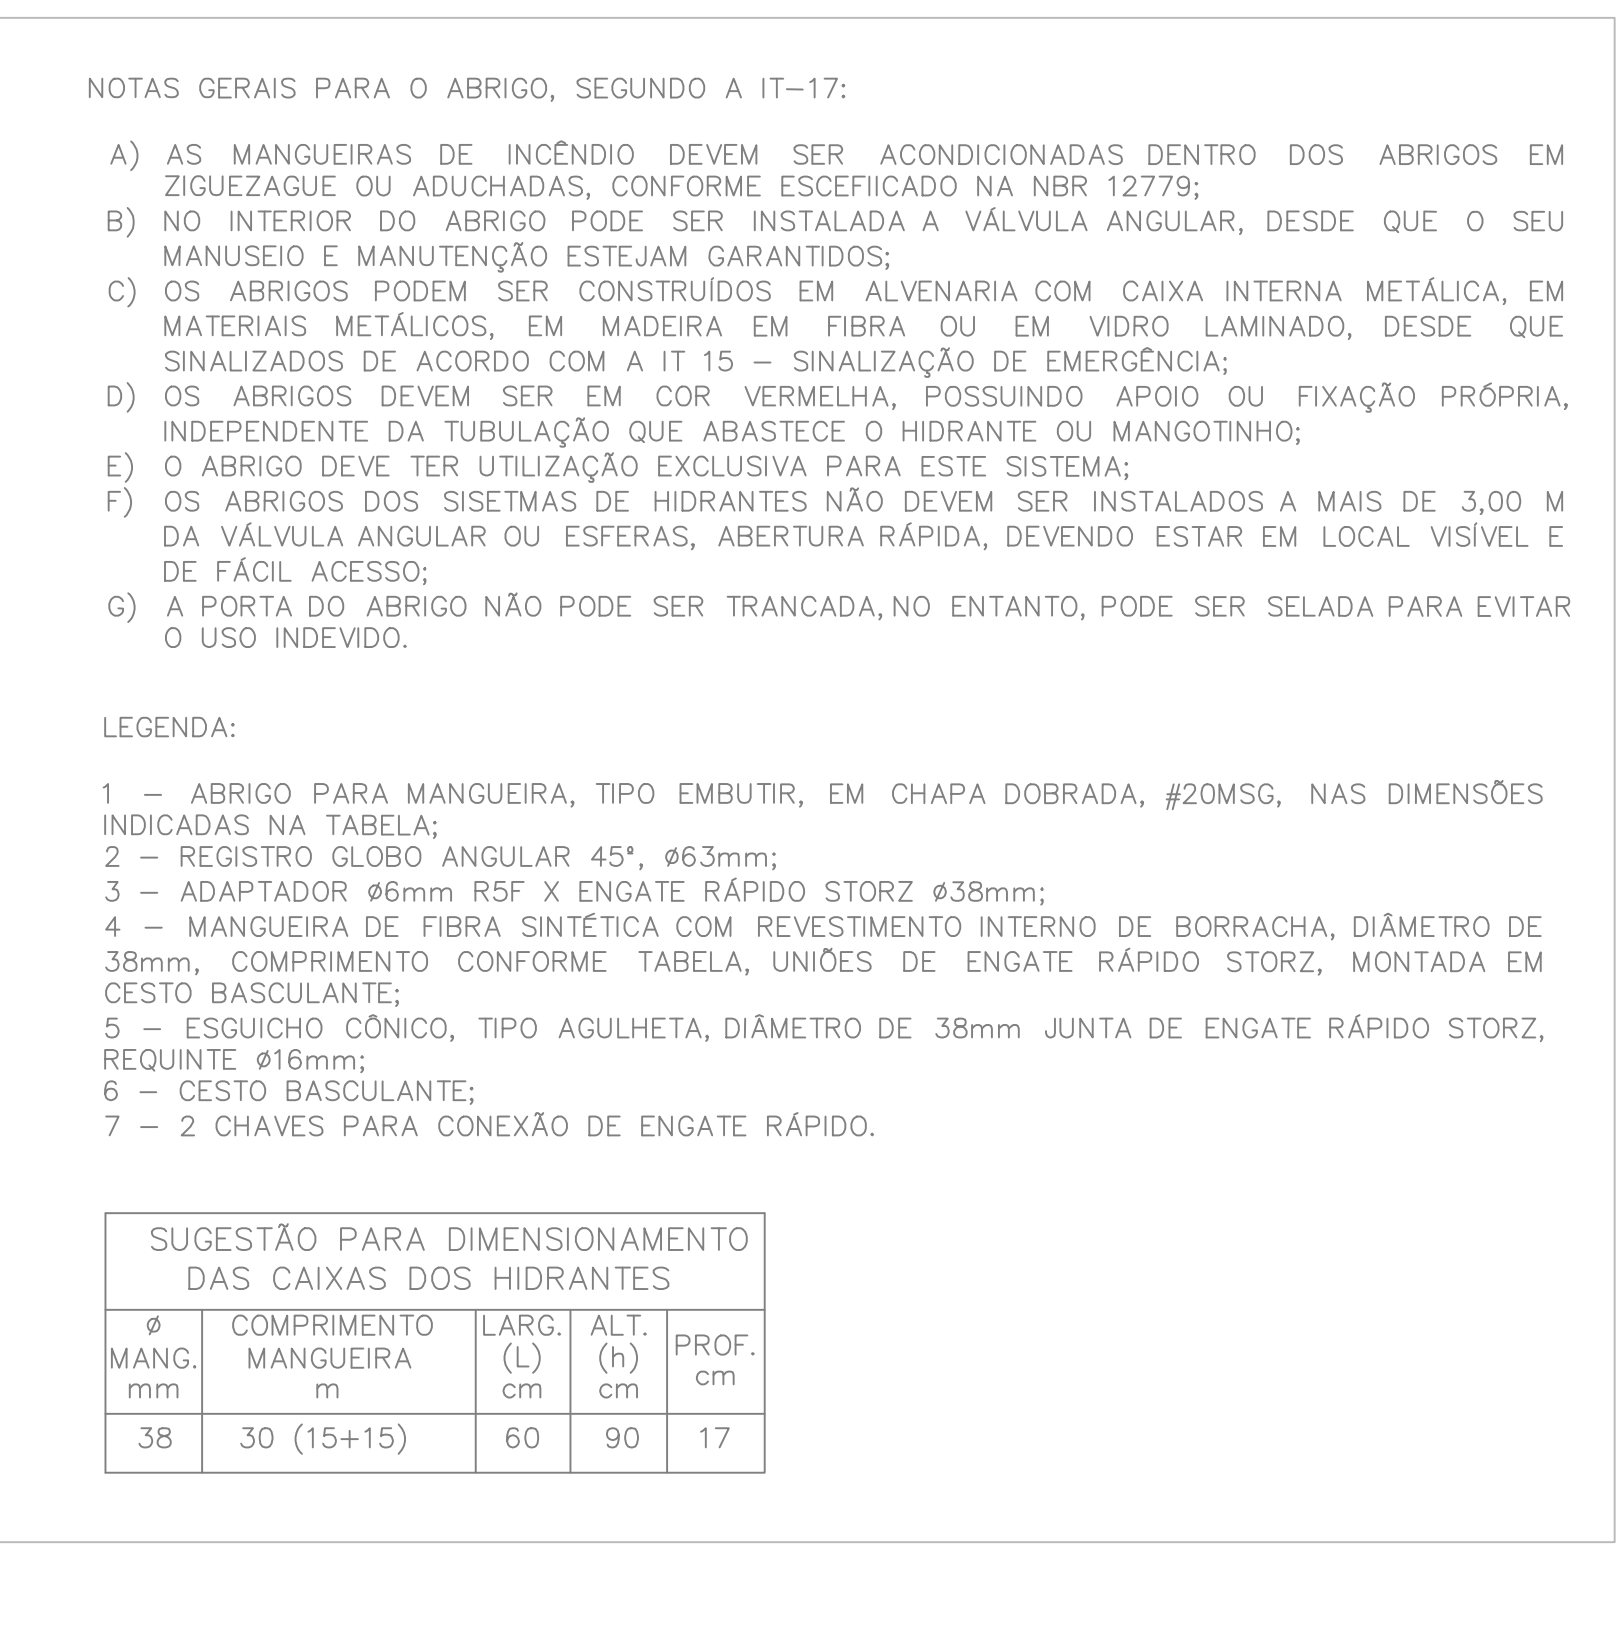 NOTAS GERAIS PARA O ABRIGO, SEGUNDO A IT-17:
A) AS MANGUEIRAS DE INCÊNDIO DEVEM SER ACONDICIONADAS DENTRO DOS ABRIGOS EM
ZIGUEZAGUE OU ADUCHADAS, CONFORME ESCEFIICADO NA NBR 12779;
B) NO INTERIOR DO ABRIGO PODE SER INSTALADA A VÁLVULA ANGULAR, DESDE QUE O SEU
MANUSEIO E MANUTENÇÃO ESTEJAM GARANTIDOS;
C) OS ABRIGOS PODEM SER CONSTRUÍDOS EM ALVENARIA COM CAIXA INTERNA METÁLICA, EM
MATERIAIS METÁLICOS, EM MADEIRA EM FIBRA OU EM VIDRO LAMINADO, DESDE QUE
SINALIZADOS DE ACORDO COM A IT 15 – SINALIZAÇÃO DE EMERGÊNCIA;
D) OS ABRIGOS DEVEM SER EM COR VERMELHA, POSSUINDO APOIO OU FIXAÇÃO PRÓPRIA,
INDEPENDENTE DA TUBULAÇÃO QUE ABASTECE O HIDRANTE OU MANGOTINHO;
E) O ABRIGO DEVE TER UTILIZAÇÃO EXCLUSIVA PARA ESTE SISTEMA;
F) OS ABRIGOS DOS SISETMAS DE HIDRANTES NÃO DEVEM SER INSTALADOS A MAIS DE 3,00 M
DA VÁLVULA ANGULAR OU ESFERAS, ABERTURA RÁPIDA, DEVENDO ESTAR EM LOCAL VISÍVEL E
DE FÁCIL ACESSO;
G) A PORTA DO ABRIGO NÃO PODE SER TRANCADA, NO ENTANTO, PODE SER SELADA PARA EVITAR
O USO INDEVIDO.
LEGENDA:
1 – ABRIGO PARA MANGUEIRA, TIPO EMBUTIR, EM CHAPA DOBRADA, #20MSG, NAS DIMENSÕES
INDICADAS NA TABELA;
2 – REGISTRO GLOBO ANGULAR 45°, ø63mm;
3 – ADAPTADOR ø6mm R5F X ENGATE RÁPIDO STORZ ø38mm;
4 – MANGUEIRA DE FIBRA SINTÉTICA COM REVESTIMENTO INTERNO DE BORRACHA, DIÂMETRO DE
38mm, COMPRIMENTO CONFORME TABELA, UNIÕES DE ENGATE RÁPIDO STORZ, MONTADA EM
CESTO BASCULANTE;
5 – ESGUICHO CÔNICO, TIPO AGULHETA, DIÂMETRO DE 38mm JUNTA DE ENGATE RÁPIDO STORZ,
REQUINTE ø16mm;
6 – CESTO BASCULANTE;
7 – 2 CHAVES PARA CONEXÃO DE ENGATE RÁPIDO.
SUGESTÃO PARA DIMENSIONAMENTO
DAS CAIXAS DOS HIDRANTES
ø MANG. mm COMPRIMENTO MANGUEIRA m LARG. (L) cm ALT. (h) cm PROF. cm
38 30 (15+15) 60 90 17